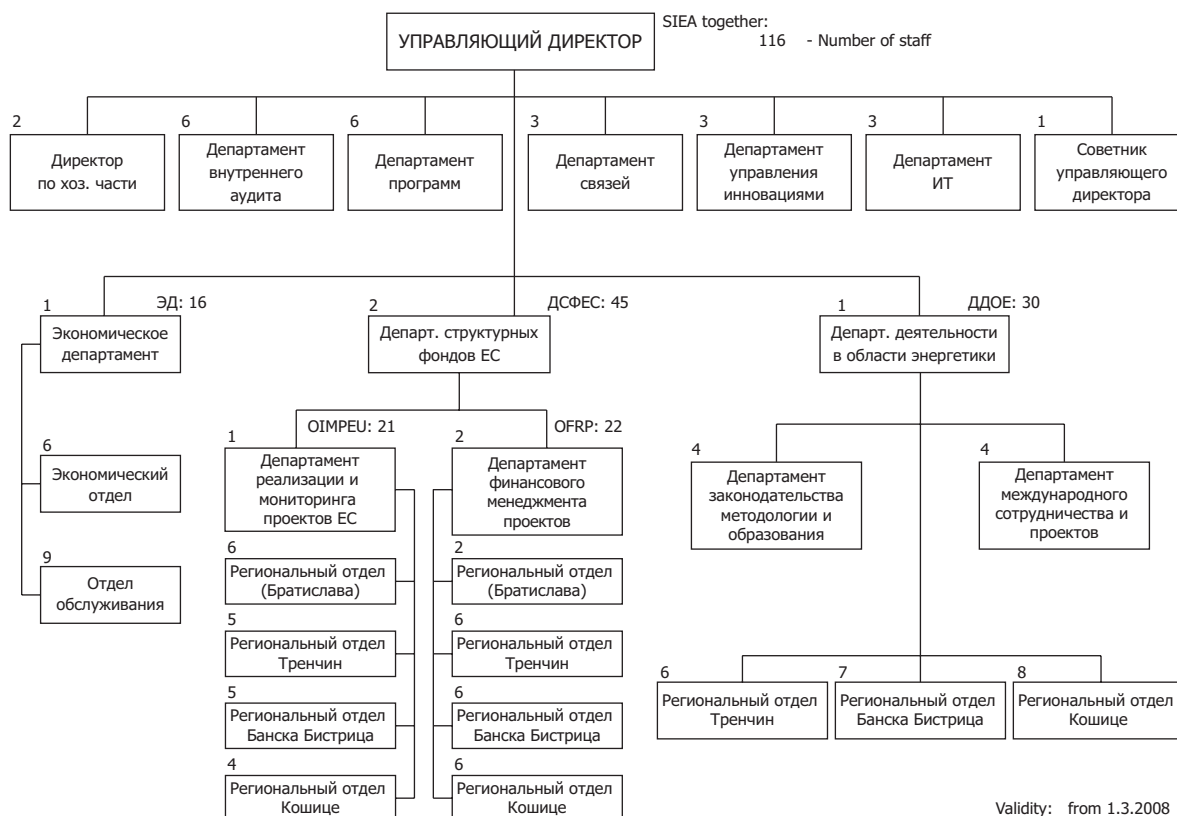 SIEA together:
УПРАВЛЯЮЩИЙ ДИРЕКТОР
116 - Number of staff
2
Директор
по хоз. части
6
Департамент
внутреннего
аудита
6
Департамент
программ
3
Департамент
связей
3
Департамент
управления
инновациями
3
Департамент
ИТ
1
Советник
управляющего
директора
1
ЭД: 16
Экономическое
департамент
2
ДСФЕС: 45
Департ. структурных
фондов ЕС
1
ДДОЕ: 30
Департ. деятельности
в области энергетики
6
Экономический
отдел
9
Отдел
обслуживания
OIMPEU: 21
1
Департамент
реализации и
мониторинга
проектов ЕС
6
Региональный отдел
(Братислава)
5
Региональный отдел
Тренчин
5
Региональный отдел
Банска Бистрица
4
Региональный отдел
Кошице
OFRP: 22
2
Департамент
финансового
менеджмента
проектов
2
Региональный отдел
(Братислава)
6
Региональный отдел
Тренчин
6
Региональный отдел
Банска Бистрица
6
Региональный отдел
Кошице
4
Департамент
законодательства
методологии и
образования
4
Департамент
международного
сотрудничества и
проектов
6
Региональный отдел
Тренчин
7
Региональный отдел
Банска Бистрица
8
Региональный отдел
Кошице
Validity: from 1.3.2008